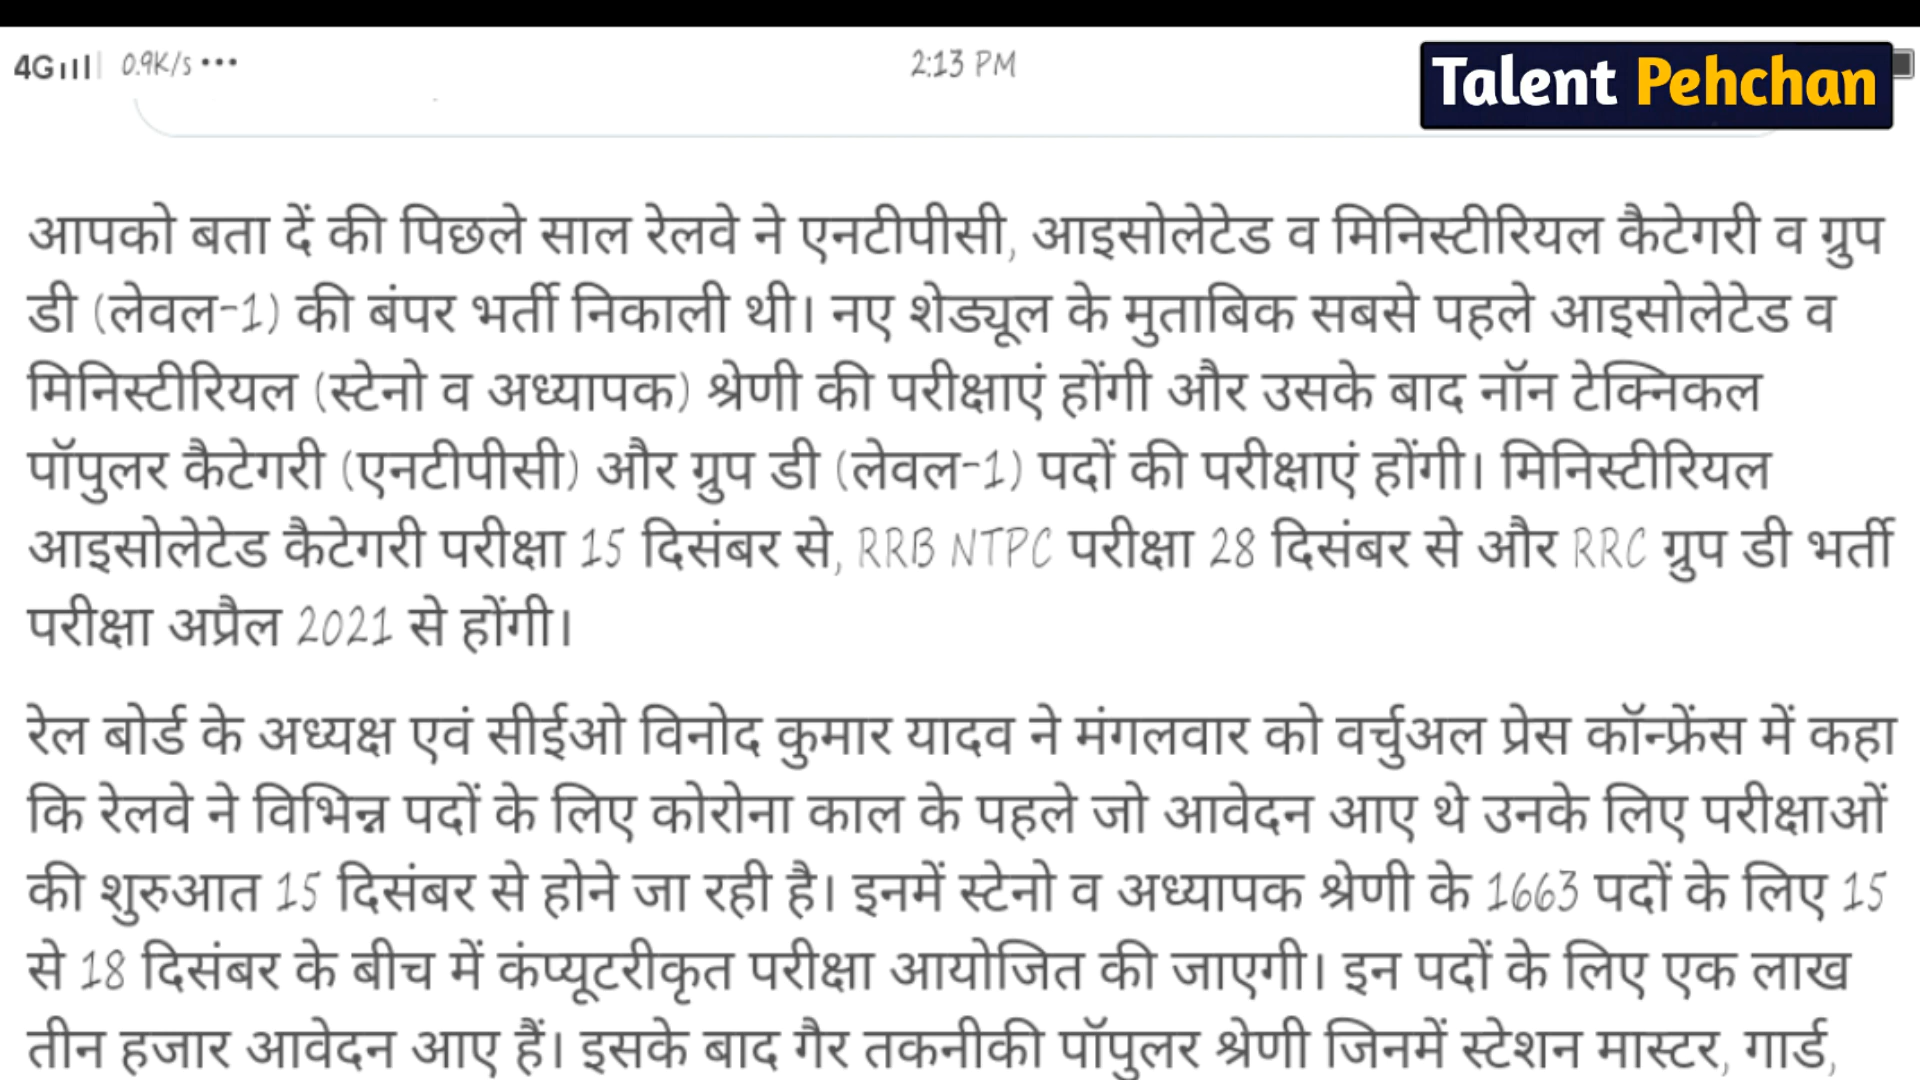 4G 0.9K/s ••• 2:13 PM
Talent Pehchan
आपको बता दें की पिछले साल रेलवे ने एनटीपीसी, आइसोलेटेड व मिनिस्टीरियल कैटेगरी व ग्रुप
डी (लेवल-1) की बंपर भर्ती निकाली थी। नए शेड्यूल के मुताबिक सबसे पहले आइसोलेटेड व
मिनिस्टीरियल (स्टेनो व अध्यापक) श्रेणी की परीक्षाएं होंगी और उसके बाद नॉन टेक्निकल
पॉपुलर कैटेगरी (एनटीपीसी) और ग्रुप डी (लेवल-1) पदों की परीक्षाएं होंगी। मिनिस्टीरियल
आइसोलेटेड कैटेगरी परीक्षा 15 दिसंबर से, RRB NTPC परीक्षा 28 दिसंबर से और RRC ग्रुप डी भर्ती
परीक्षा अप्रैल 2021 से होंगी।
रेल बोर्ड के अध्यक्ष एवं सीईओ विनोद कुमार यादव ने मंगलवार को वर्चुअल प्रेस कॉन्फ्रेंस में कहा
कि रेलवे ने विभिन्न पदों के लिए कोरोना काल के पहले जो आवेदन आए थे उनके लिए परीक्षाओं
की शुरुआत 15 दिसंबर से होने जा रही है। इनमें स्टेनो व अध्यापक श्रेणी के 1663 पदों के लिए 15
से 18 दिसंबर के बीच में कंप्यूटरीकृत परीक्षा आयोजित की जाएगी। इन पदों के लिए एक लाख
तीन हजार आवेदन आए हैं। इसके बाद गैर तकनीकी पॉपुलर श्रेणी जिनमें स्टेशन मास्टर, गार्ड,